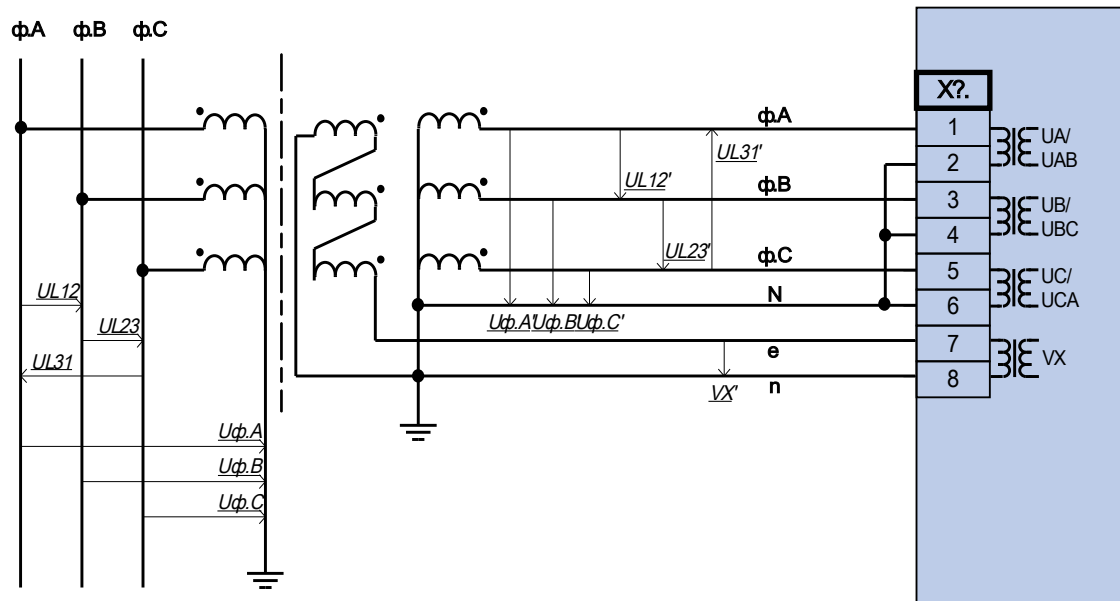 ф.A ф.B ф.C
X?.
ф.A
1
UA/
UAB
UL31'
2
UL12'
ф.B
3
UB/
UBC
4
UL23'
ф.C
5
UC/
UCA
UL12
N
6
UL23
Uф.A' Uф.B' Uф.C'
7
e
VX
UL31
8
n
VX'
Uф.A
Uф.B
Uф.C